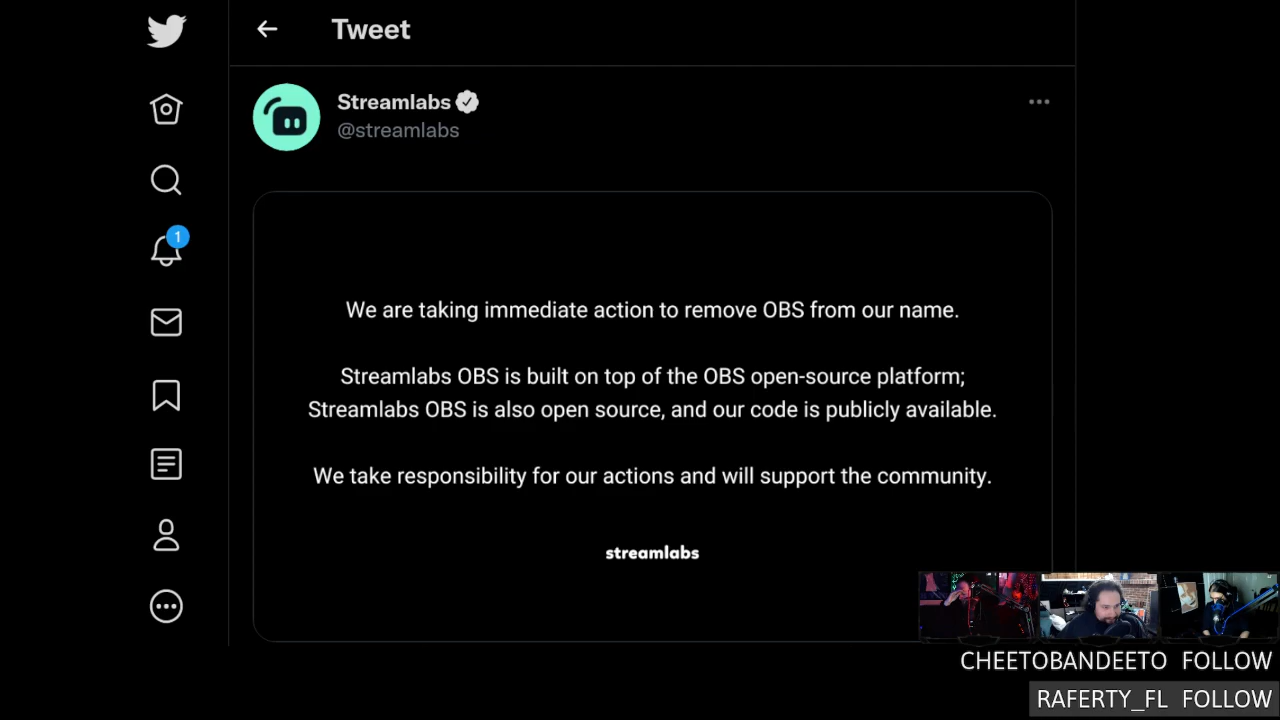 Tweet
Streamlabs
@streamlabs
1
We are taking immediate action to remove OBS from our name.
Streamlabs OBS is built on top of the OBS open-source platform;
Streamlabs OBS is also open source, and our code is publicly available.
We take responsibility for our actions and will support the community.
streamlabs
CHEETOBANDEETO FOLLOW
RAFERTY_FL FOLLOW